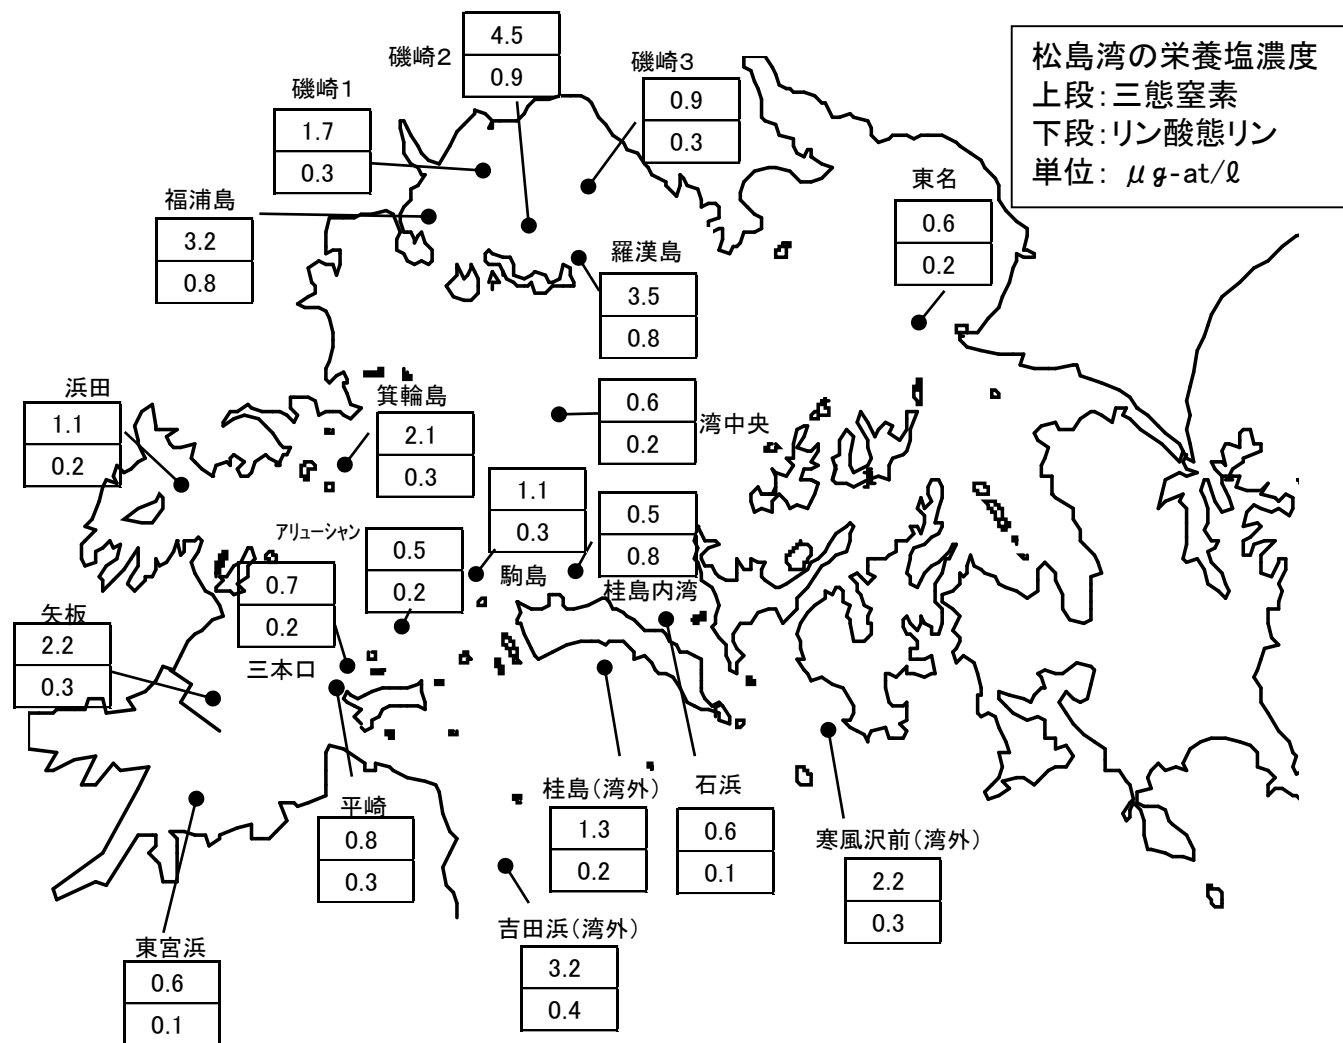 松島湾の栄養塩濃度
上段：三態窒素
下段：リン酸態リン
単位： μg-at/ℓ
磯崎2
4.5
0.9
磯崎1
1.7
0.3
磯崎3
0.9
0.3
福浦島
3.2
0.8
東名
0.6
0.2
羅漢島
3.5
0.8
浜田
1.1
0.2
箕輪島
2.1
0.3
0.6
0.2
湾中央
1.1
0.3
駒島
0.5
0.8
桂島内湾
アリューシャン
0.5
0.2
0.7
0.2
三本口
矢板
2.2
0.3
平崎
0.8
0.3
桂島（湾外）
1.3
0.2
石浜
0.6
0.1
寒風沢前（湾外）
2.2
0.3
吉田浜（湾外）
3.2
0.4
東宮浜
0.6
0.1